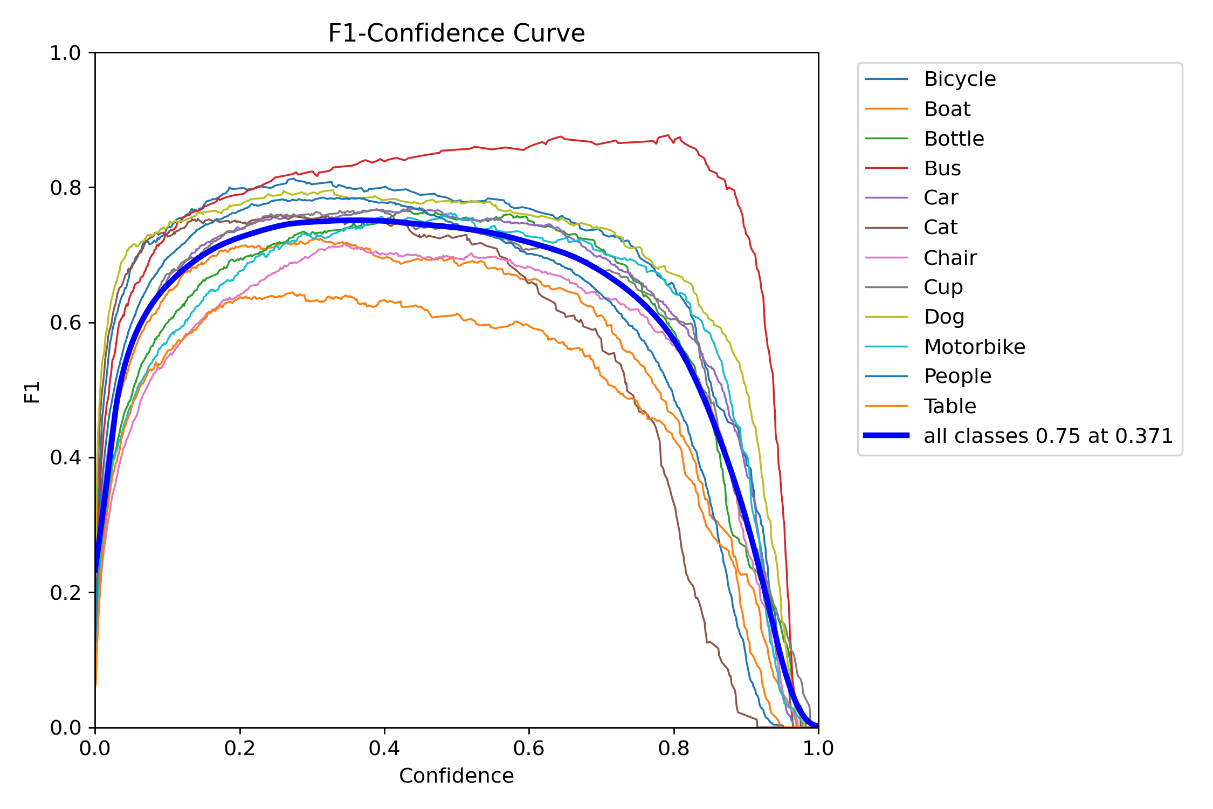 F1-Confidence Curve
1.0
0.8
0.6
0.4
0.2
0.0
F1
0.0 0.2 0.4 0.6 0.8 1.0
Confidence
Bicycle
Boat
Bottle
Bus
Car
Cat
Chair
Cup
Dog
Motorbike
People
Table
all classes 0.75 at 0.371